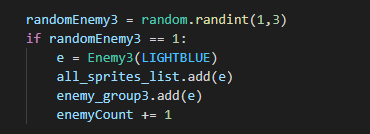 randomEnemy3 = random.randint(1,3)
if randomEnemy3 == 1:
    e = Enemy3(LIGHTBLUE)
    all_sprites_list.add(e)
    enemy_group3.add(e)
    enemyCount += 1